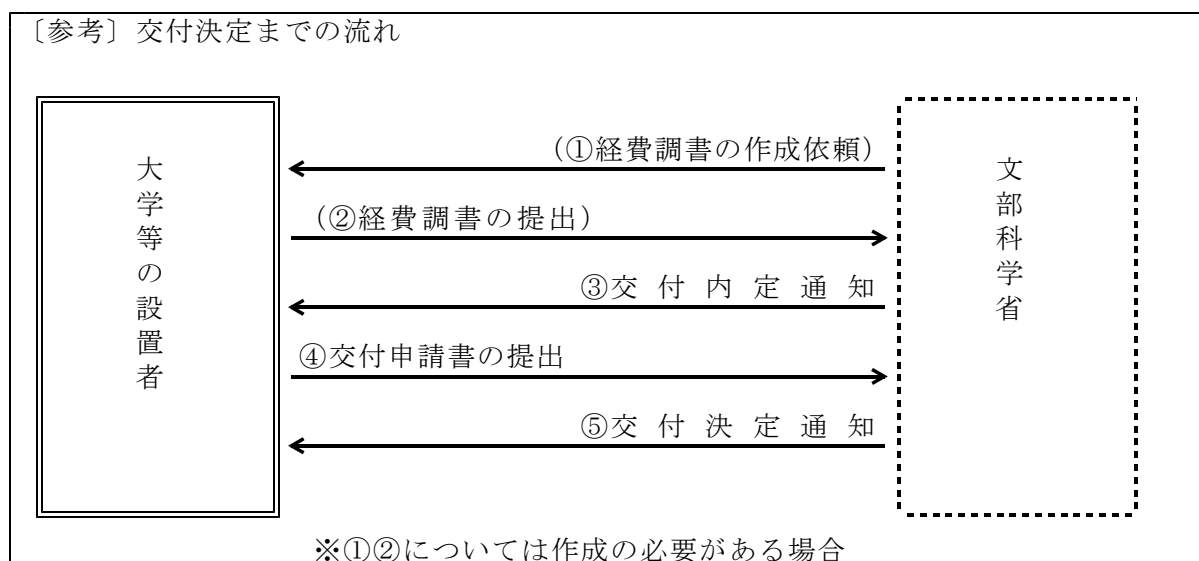 〔参考〕交付決定までの流れ
大学等の設置者
(①経費調書の作成依頼)
(②経費調書の提出)
③交付内定通知
④交付申請書の提出
⑤交付決定通知
文部科学省
※①②については作成の必要がある場合